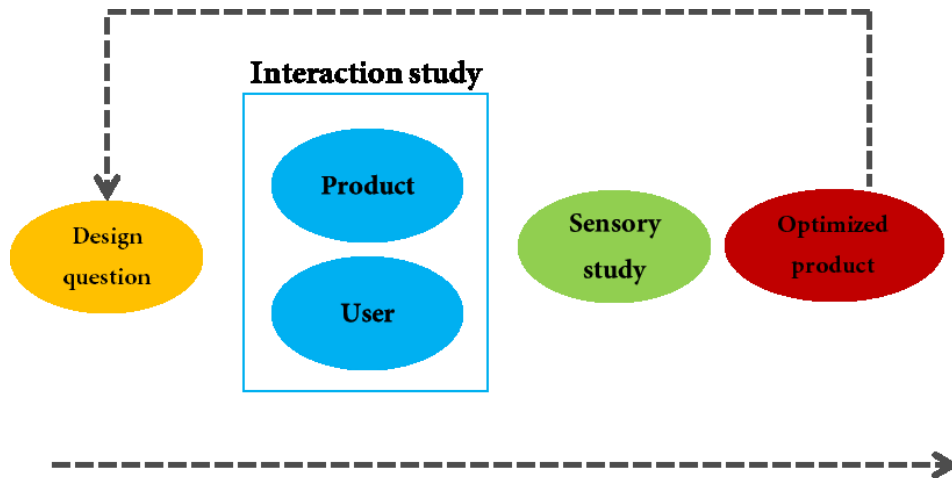 Interaction study
Design
question
Product
User
Sensory
study
Optimized
product